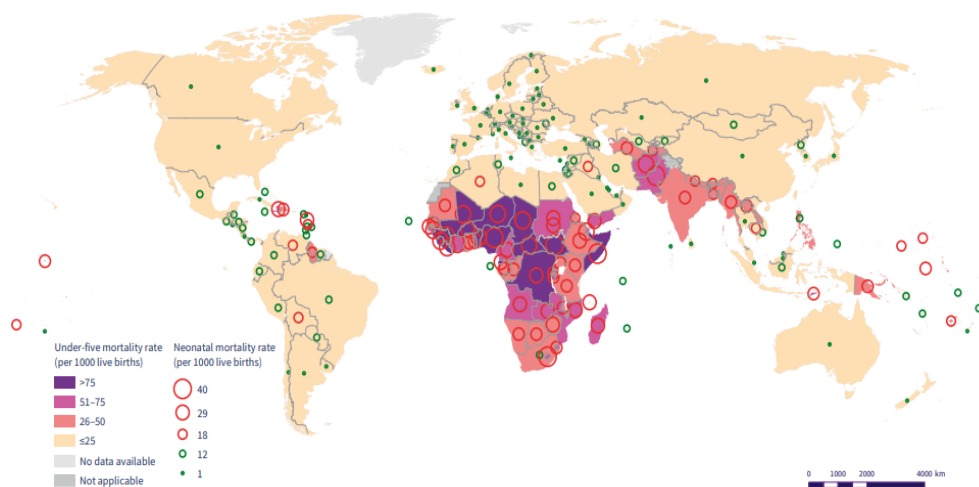 Under-five mortality rate
(per 1000 live births)
>75
51–75
26–50
≤25
No data available
Not applicable
Neonatal mortality rate
(per 1000 live births)
40
29
18
12
1
0 1000 2000 4000 km